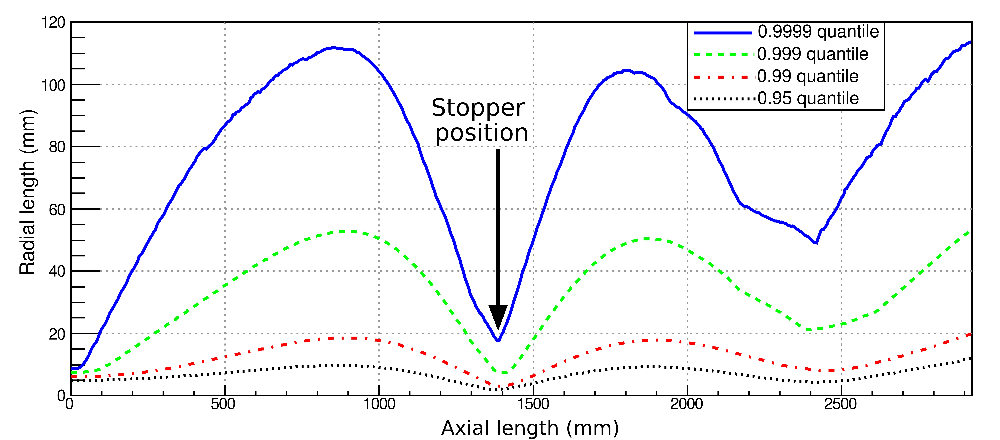 120
100
80
60
40
20
0
Radial length (mm)
0.9999 quantile
0.999 quantile
0.99 quantile
0.95 quantile
Stopper
position
0
500
1000
1500
2000
2500
Axial length (mm)